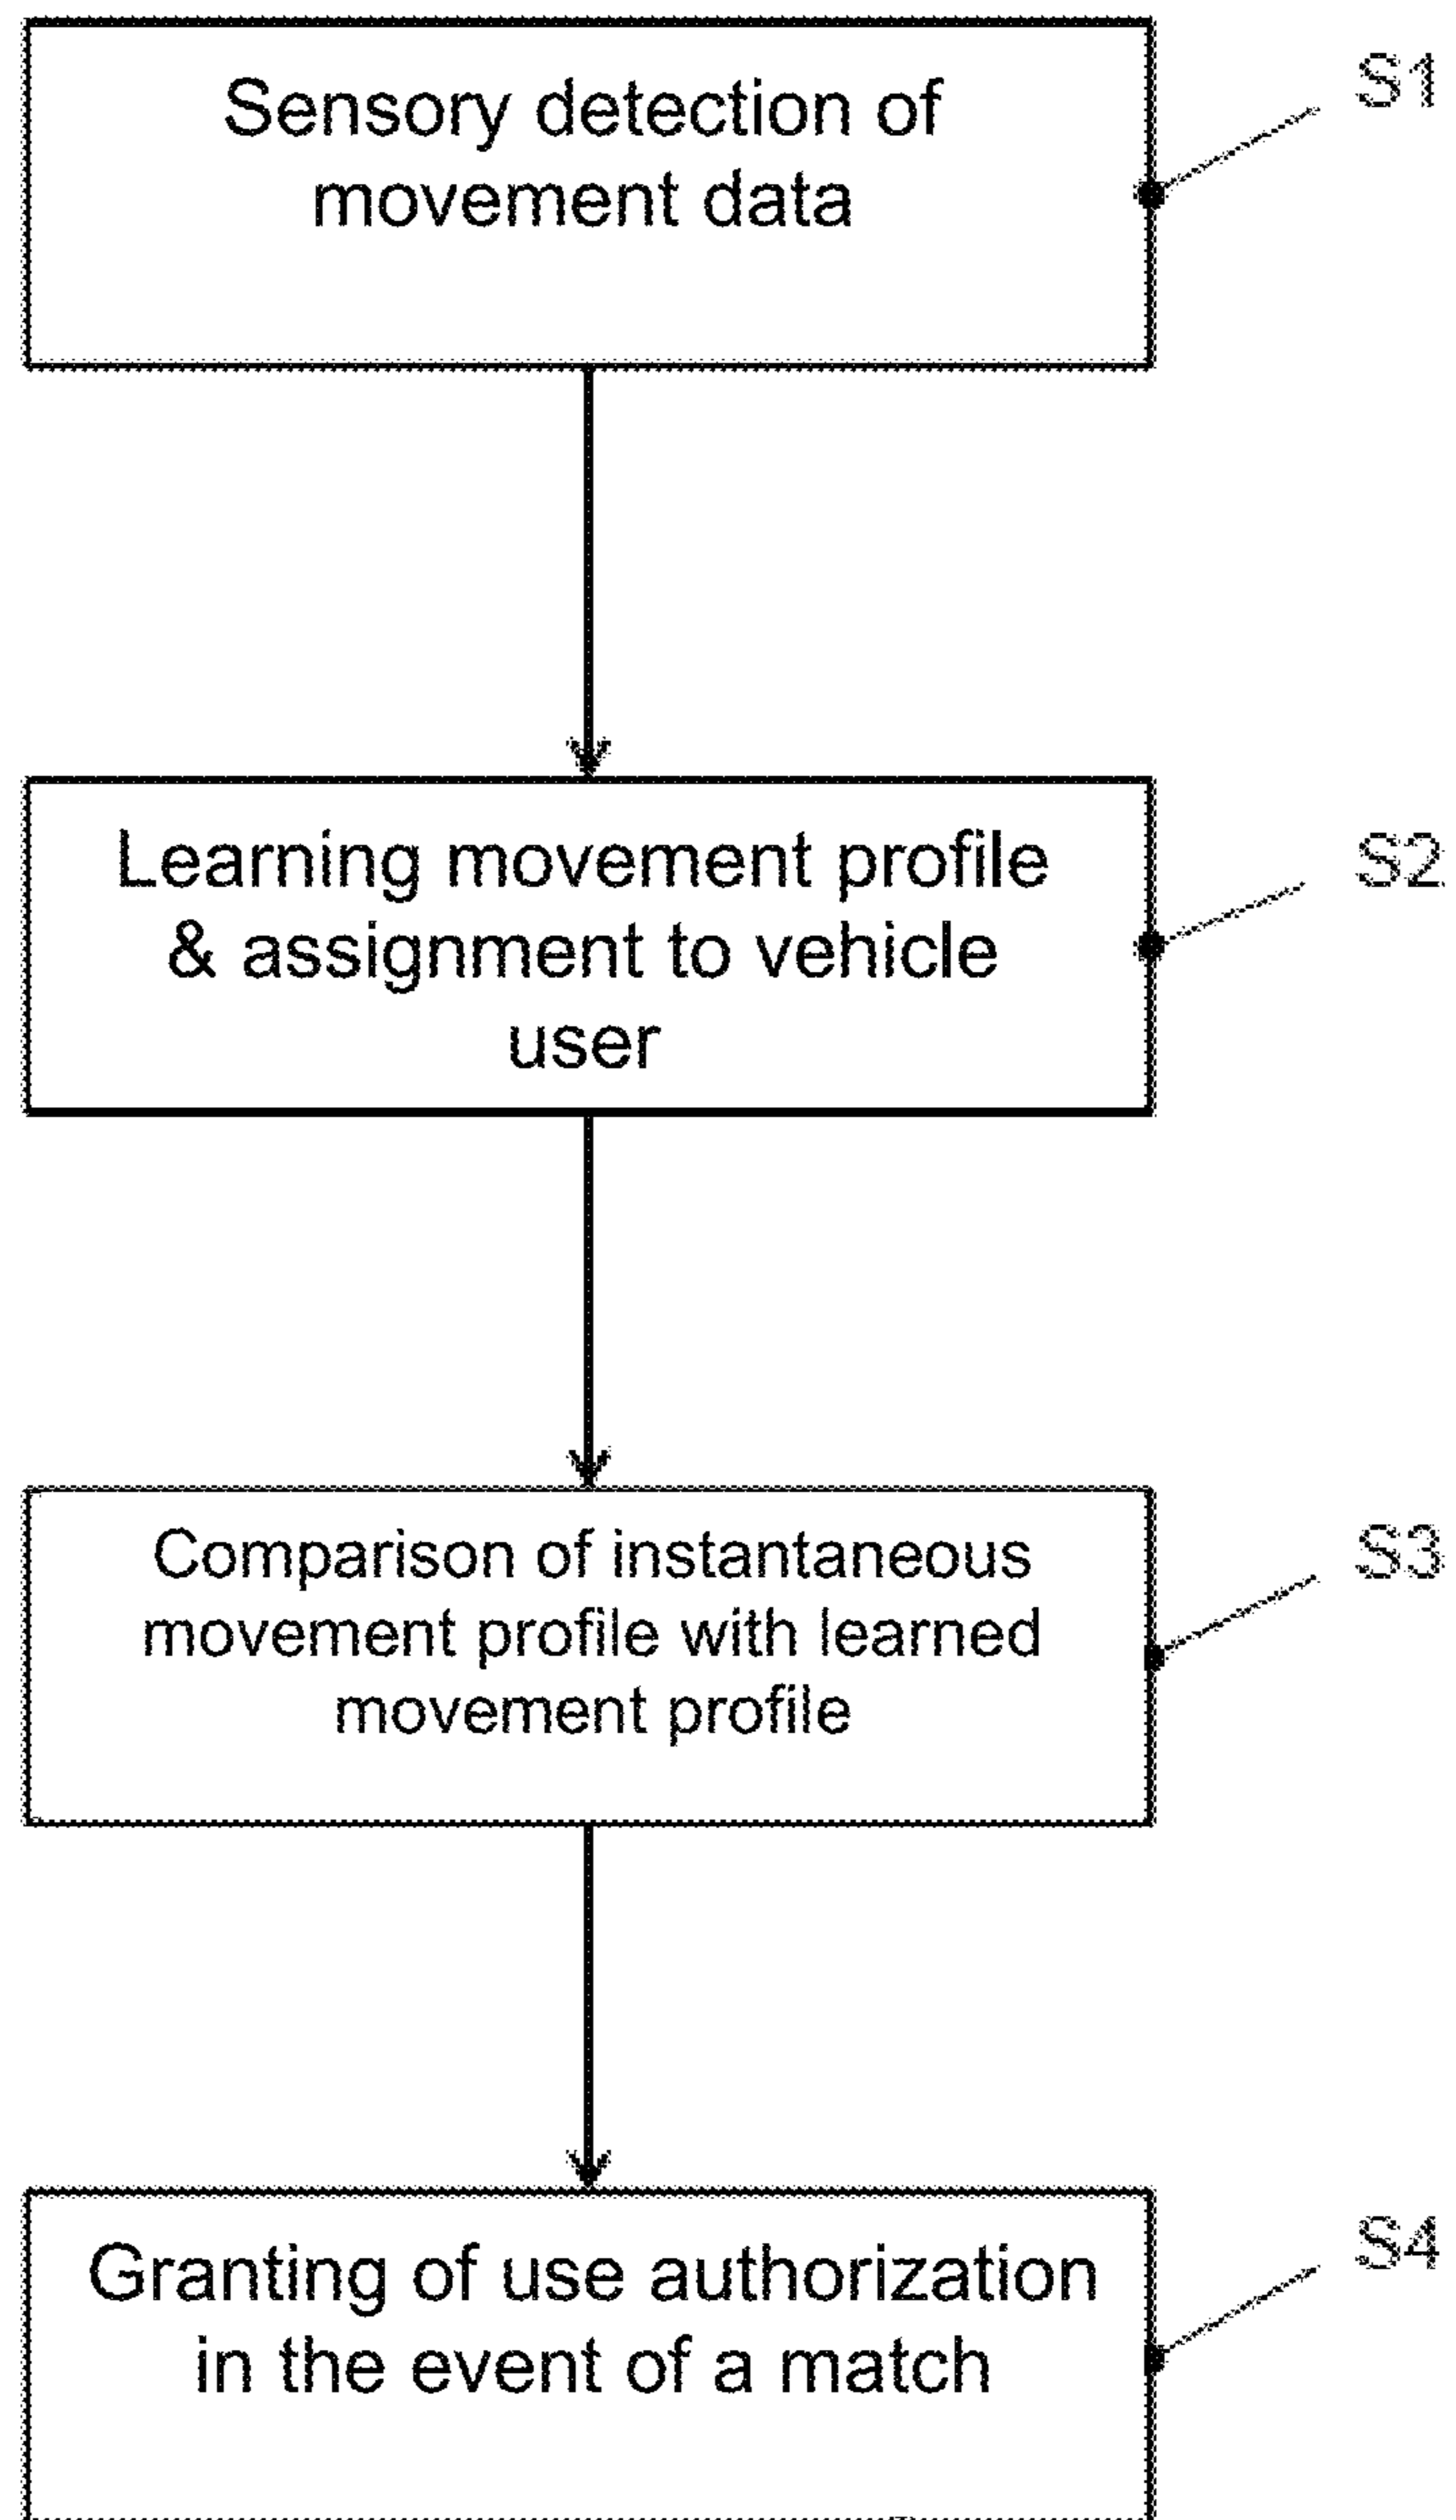 Sensory detection of
movement data
S1
Learning movement profile
& assignment to vehicle
user
S2
Comparison of instantaneous
movement profile with learned
movement profile
S3
Granting of use authorization
in the event of a match
S4